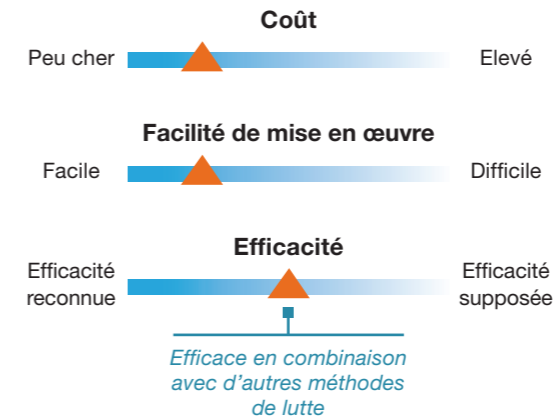 Coût
Peu cher
Elevé
Facilité de mise en œuvre
Facile
Difficile
Efficacité
Efficacité
reconnue
Efficacité
supposée
Efficace en combinaison
avec d’autres méthodes
de lutte